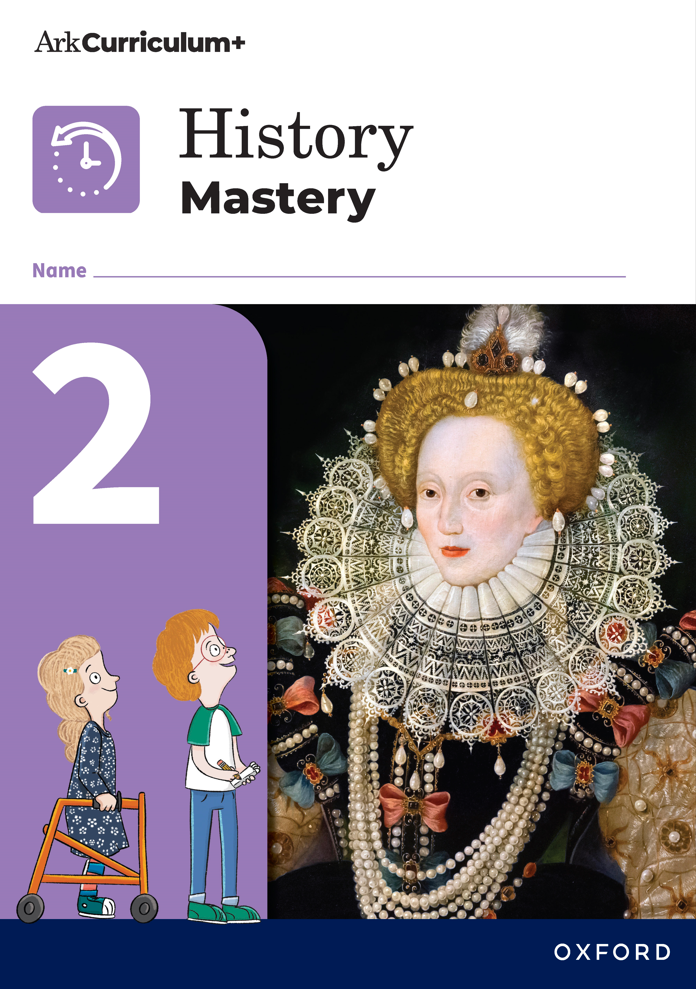 ArkCurriculum+
History
Mastery
Name
2
OXFORD